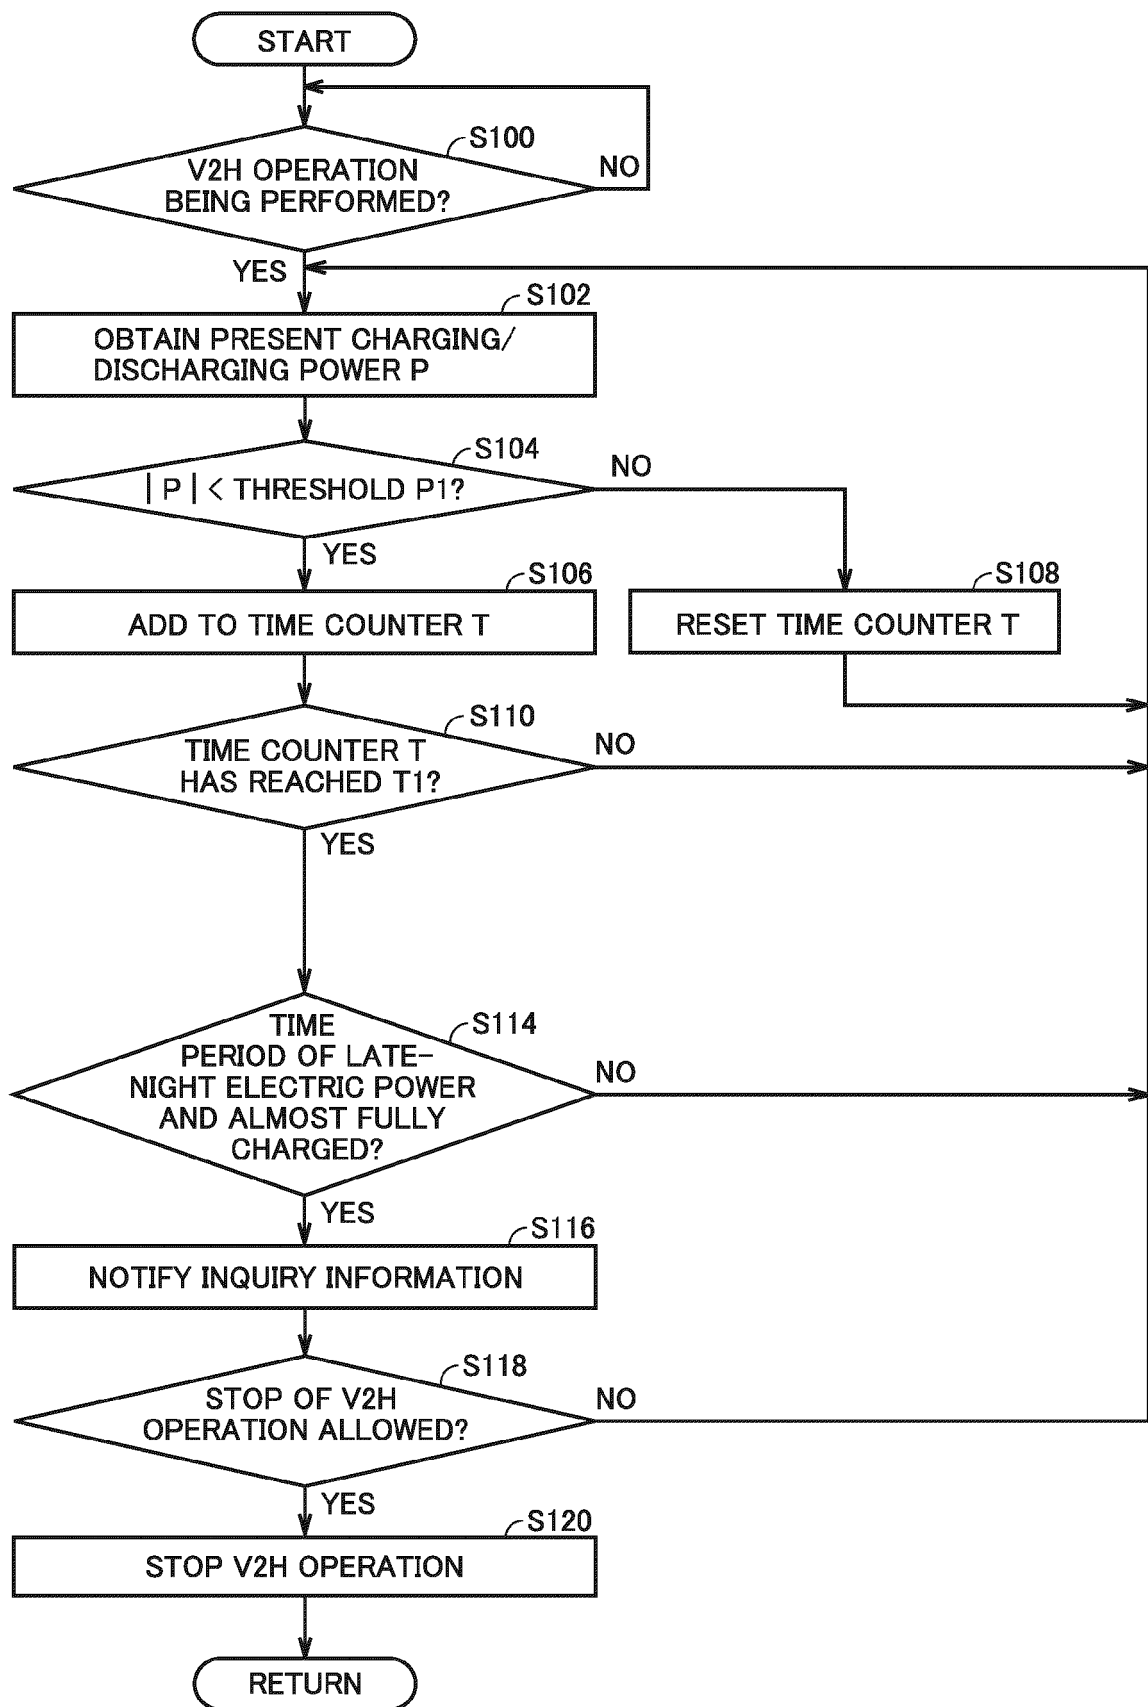 START
S100
V2H OPERATION
BEING PERFORMED?
NO
YES
S102
OBTAIN PRESENT CHARGING/
DISCHARGING POWER P
S104
| P | < THRESHOLD P1?
NO
YES
S106
ADD TO TIME COUNTER T
S108
RESET TIME COUNTER T
S110
TIME COUNTER T
HAS REACHED T1?
NO
YES
S114
TIME
PERIOD OF LATE-
NIGHT ELECTRIC POWER
AND ALMOST FULLY
CHARGED?
NO
YES
S116
NOTIFY INQUIRY INFORMATION
S118
STOP OF V2H
OPERATION ALLOWED?
NO
YES
S120
STOP V2H OPERATION
RETURN